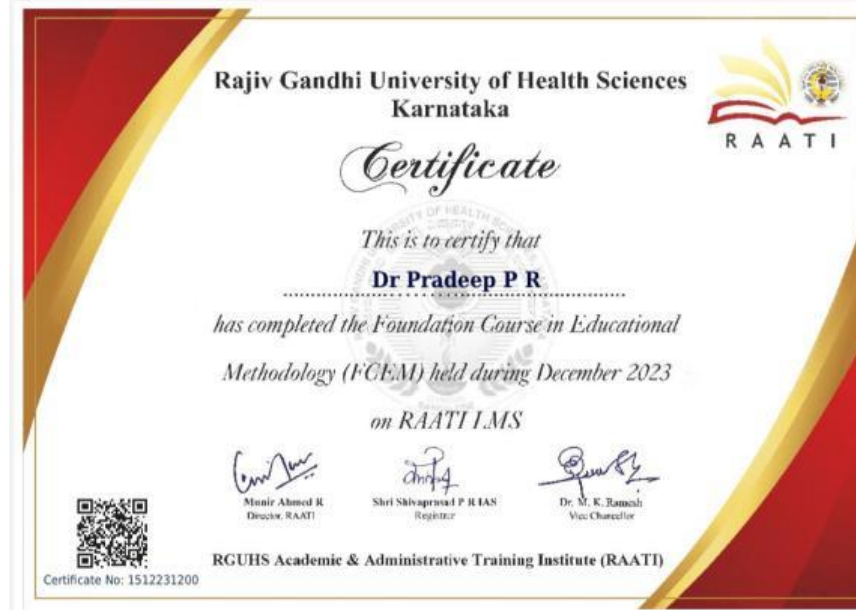 Rajiv Gandhi University of Health Sciences
Karnataka
RAATI
Certificate
This is to certify that
Dr Pradeep P R
has completed the Foundation Course in Educational
Methodology (FCEM) held during December 2023
on RAATI LMS
Munir Ahmed R
Director, RAATI
Shri Shivaprasad P R IAS
Registrar
Dr. M. K. Ramesh
Vice Chancellor
RGUHS Academic & Administrative Training Institute (RAATI)
Certificate No: 1512231200